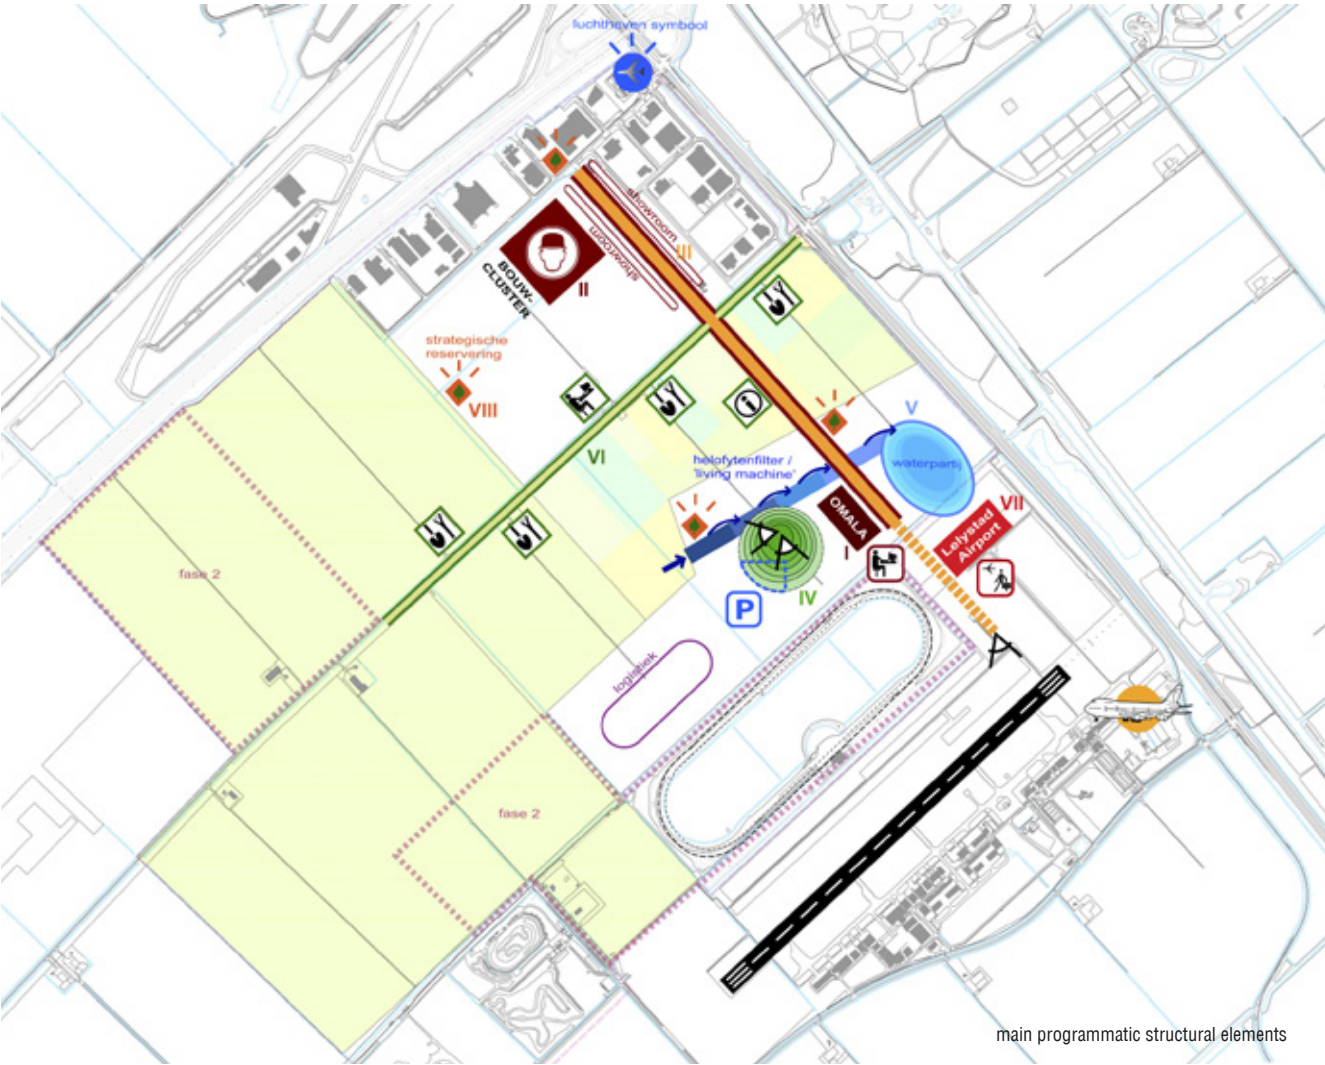 luchthaven symbool
showroom
showroom
III
BOUW-
CLUSTER
II
strategische
reservering
VIII
VI
V
helofytenfilter /
'living machine'
waterpartij
OMALA
I
VII
Lelystad
Airport
P
IV
fase 2
logistiek
fase 2
main programmatic structural elements